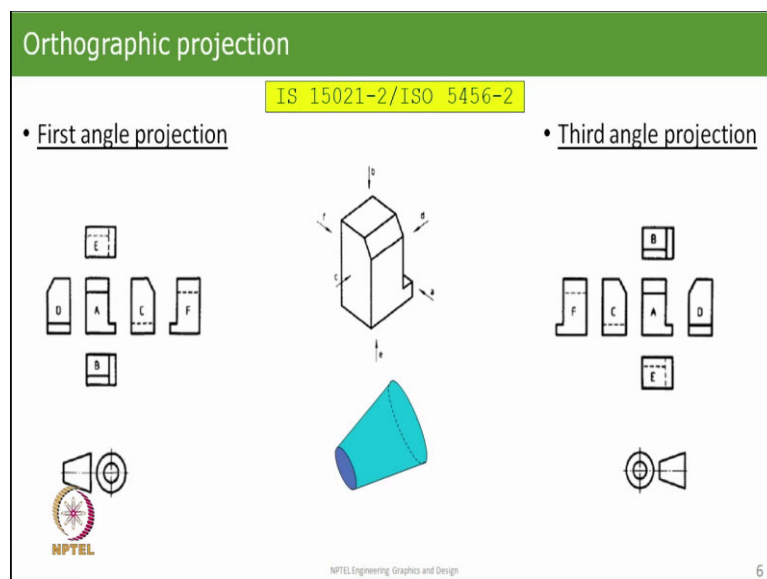 Orthographic projection
IS 15021-2/ISO 5456-2
• First angle projection
• Third angle projection
b
f
d
c
a
e
E
D A C F
B
B
F C A D
E
NPTEL
NPTEL Engineering Graphics and Design
6